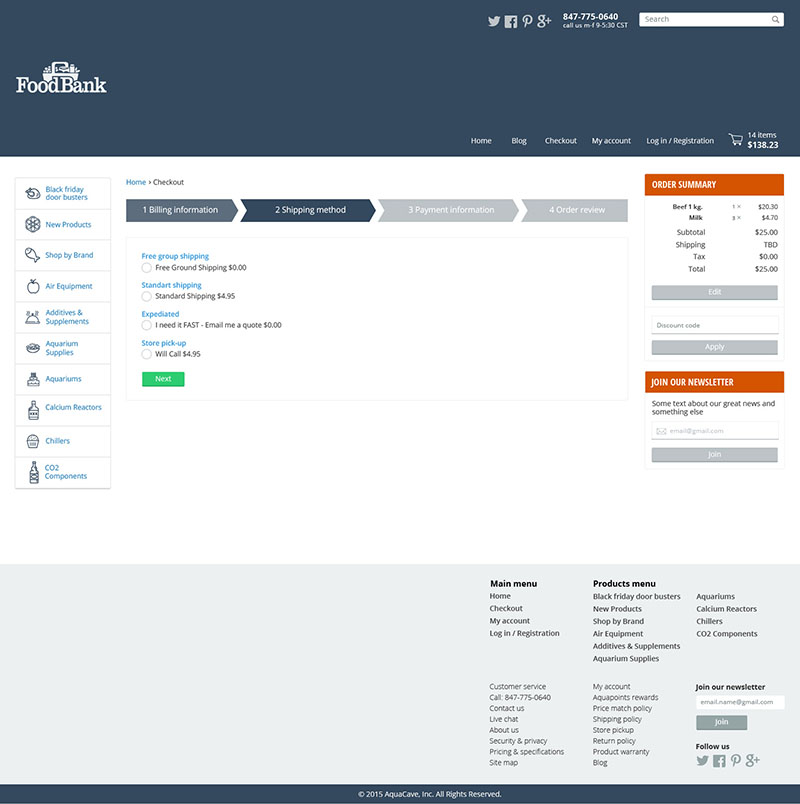 847-775-0640
call us m-f 9-5:30 CST
Search
FoodBank
Home Blog Checkout My account Log in / Registration
14 items
$138.23
Black friday
door busters
New Products
Shop by Brand
Air Equipment
Additives &
Supplements
Aquarium
Supplies
Aquariums
Calcium Reactors
Chillers
CO2
Components
Home › Checkout
1 Billing information 2 Shipping method 3 Payment information 4 Order review
Free group shipping
Free Ground Shipping $0.00
Standart shipping
Standard Shipping $4.95
Expediated
I need it FAST - Email me a quote $0.00
Store pick-up
Will Call $4.95
Next
ORDER SUMMARY
Beef 1 kg. 1 × $20.30
Milk 3 × $4.70
Subtotal $25.00
Shipping TBD
Tax $0.00
Total $25.00
Edit
Discount code
Apply
JOIN OUR NEWSLETTER
Some text about our great news and
something else
email@gmail.com
Join
Main menu
Home
Checkout
My account
Log in / Registration
Products menu
Black friday door busters
New Products
Shop by Brand
Air Equipment
Additives & Supplements
Aquarium Supplies
Aquariums
Calcium Reactors
Chillers
CO2 Components
Customer service
Call: 847-775-0640
Contact us
Live chat
About us
Security & privacy
Pricing & specifications
Site map
My account
Aquapoints rewards
Price match policy
Shipping policy
Store pickup
Return policy
Product warranty
Blog
Join our newsletter
email.name@gmail.com
Join
Follow us
© 2015 AquaCave, Inc. All Rights Reserved.